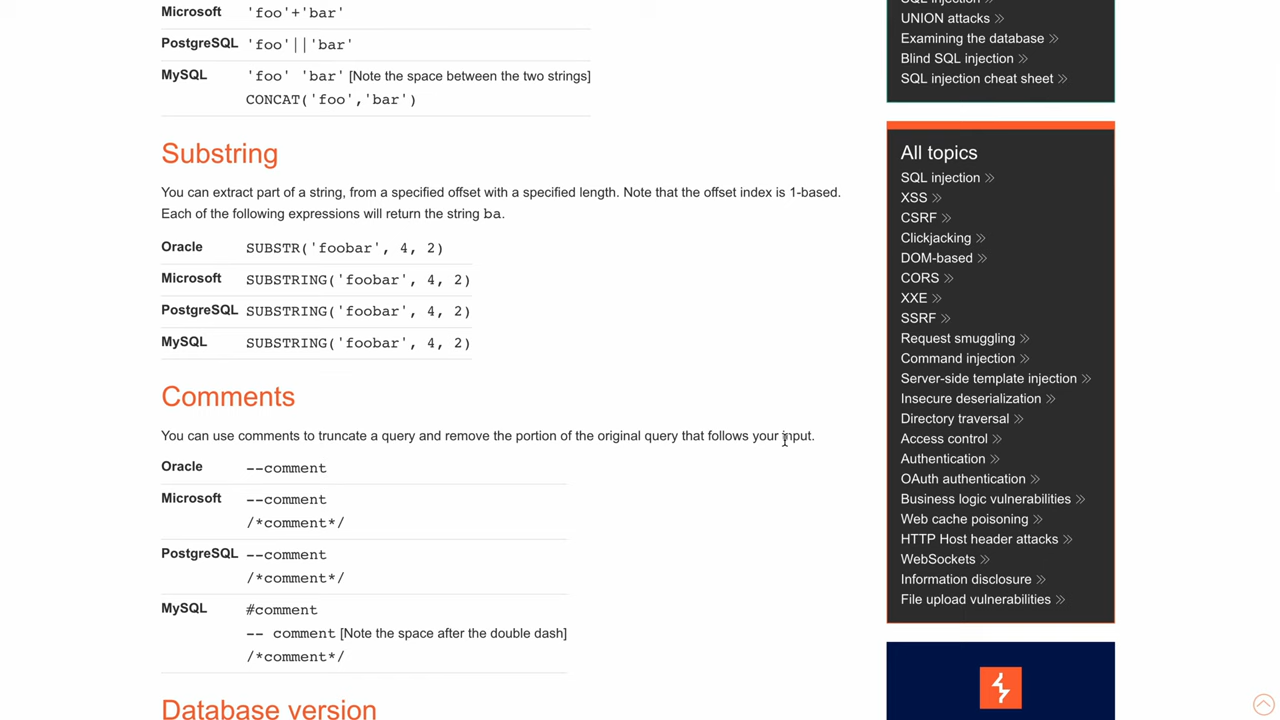 Microsoft 'foo'+'bar'
PostgreSQL 'foo'||'bar'
MySQL 'foo' 'bar' [Note the space between the two strings]
CONCAT('foo','bar')
Substring
You can extract part of a string, from a specified offset with a specified length. Note that the offset index is 1-based.
Each of the following expressions will return the string ba.
Oracle SUBSTR('foobar', 4, 2)
Microsoft SUBSTRING('foobar', 4, 2)
PostgreSQL SUBSTRING('foobar', 4, 2)
MySQL SUBSTRING('foobar', 4, 2)
Comments
You can use comments to truncate a query and remove the portion of the original query that follows your input.
Oracle --comment
Microsoft --comment
/*comment*/
PostgreSQL --comment
/*comment*/
MySQL #comment
-- comment [Note the space after the double dash]
/*comment*/
Database version
SQL injection
UNION attacks
Examining the database
Blind SQL injection
SQL injection cheat sheet
All topics
SQL injection
XSS
CSRF
Clickjacking
DOM-based
CORS
XXE
SSRF
Request smuggling
Command injection
Server-side template injection
Insecure deserialization
Directory traversal
Access control
Authentication
OAuth authentication
Business logic vulnerabilities
Web cache poisoning
HTTP Host header attacks
WebSockets
Information disclosure
File upload vulnerabilities